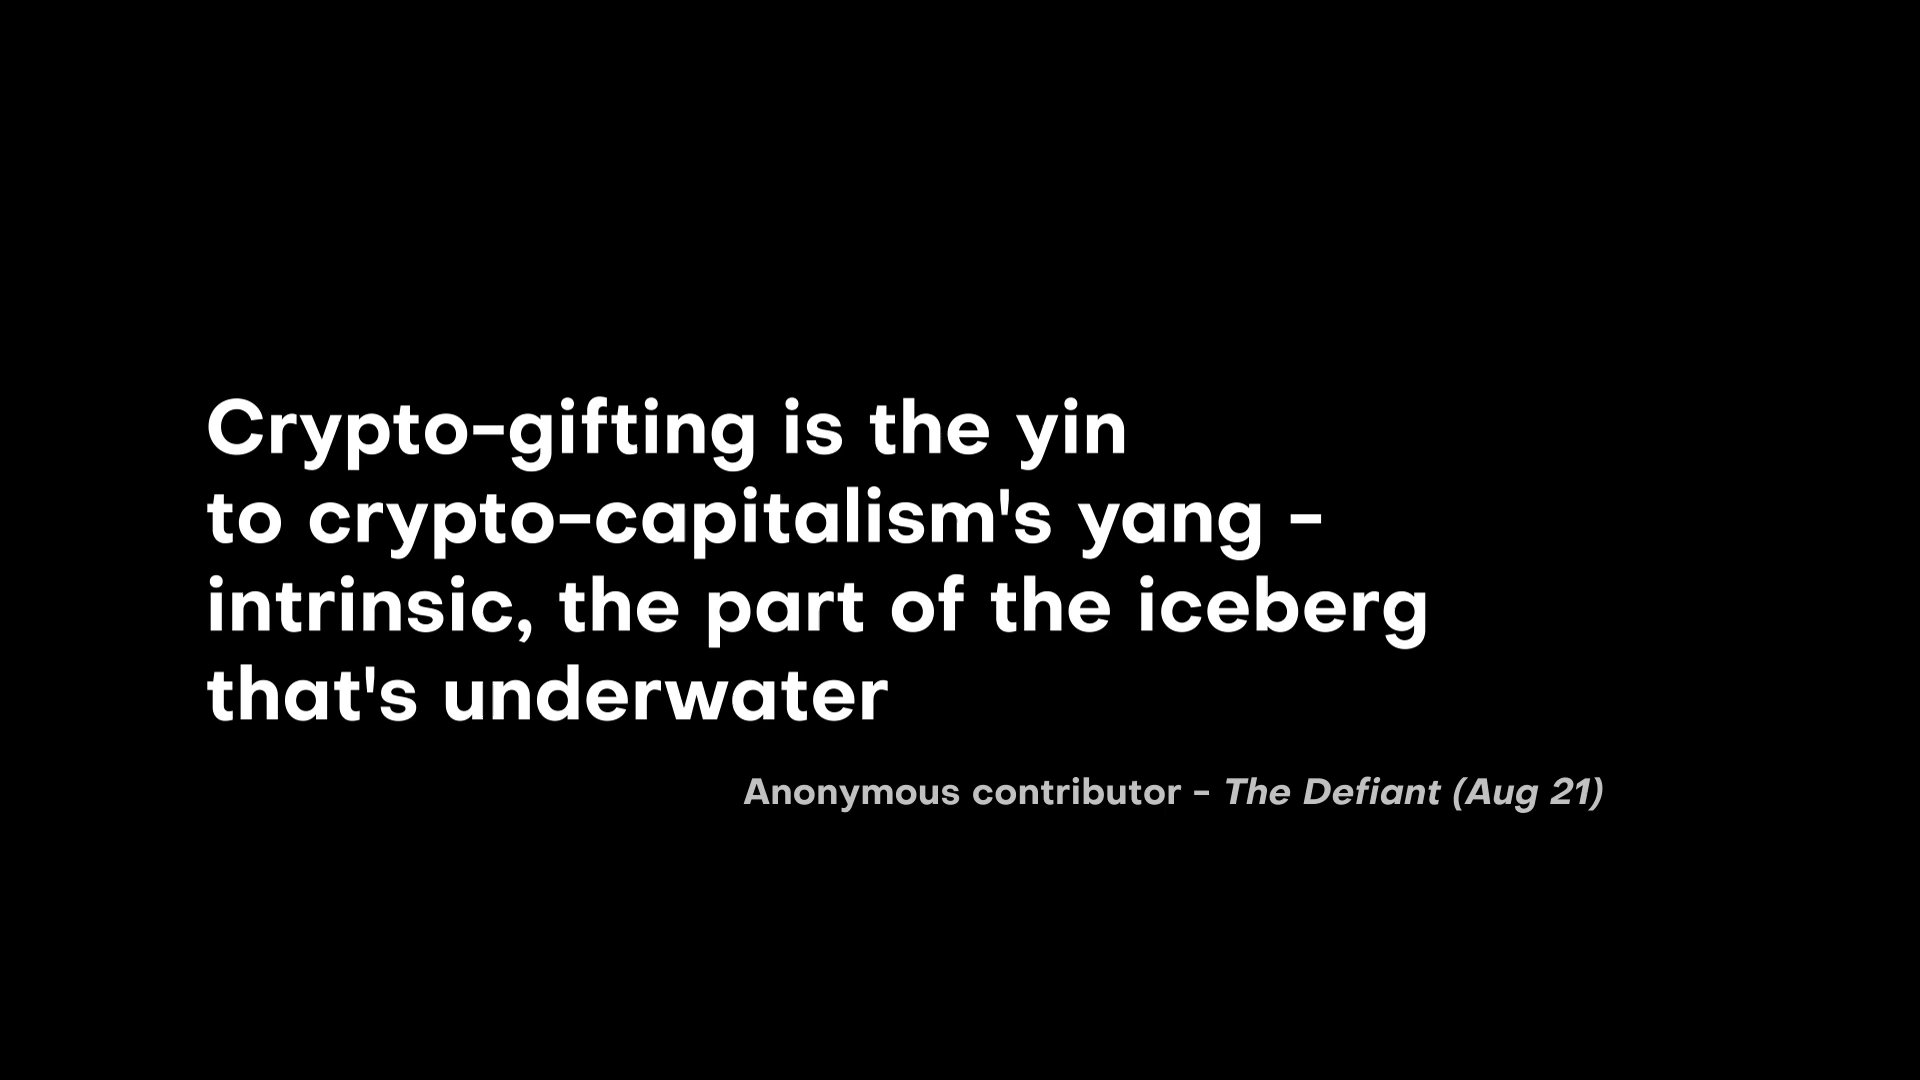 Crypto-gifting is the yin
to crypto-capitalism's yang -
intrinsic, the part of the iceberg
that's underwater
Anonymous contributor - The Defiant (Aug 21)